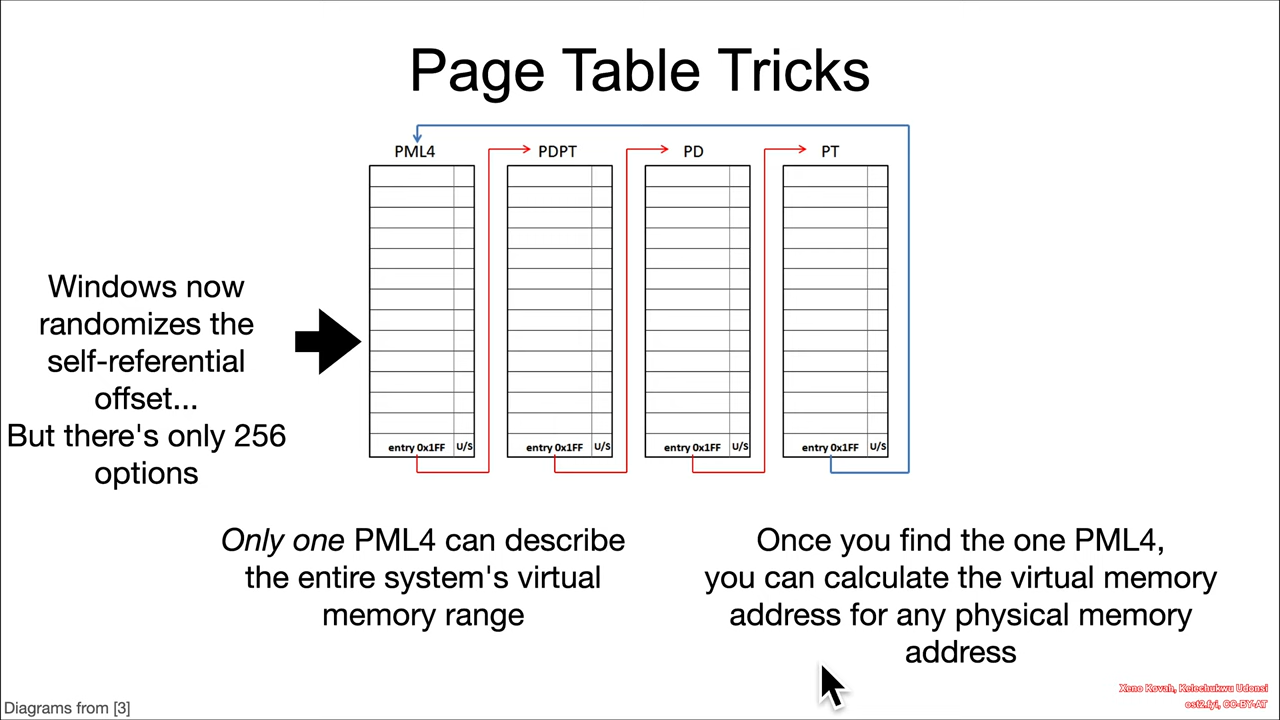 Page Table Tricks
PML4
PDPT
PD
PT
Windows now
randomizes the
self-referential
offset...
But there's only 256
options
entry 0x1FF U/S
entry 0x1FF U/S
entry 0x1FF U/S
entry 0x1FF U/S
Only one PML4 can describe
the entire system's virtual
memory range
Once you find the one PML4,
you can calculate the virtual memory
address for any physical memory
address
Diagrams from [3]
Xeno Kovah, Kelechukwu Udonsi
ost2.fyi, CC-BY-AT